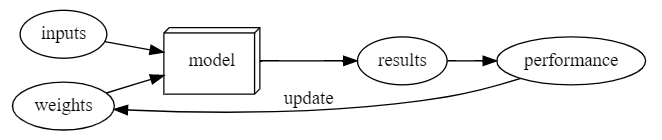 inputs
model
results
performance
weights
update